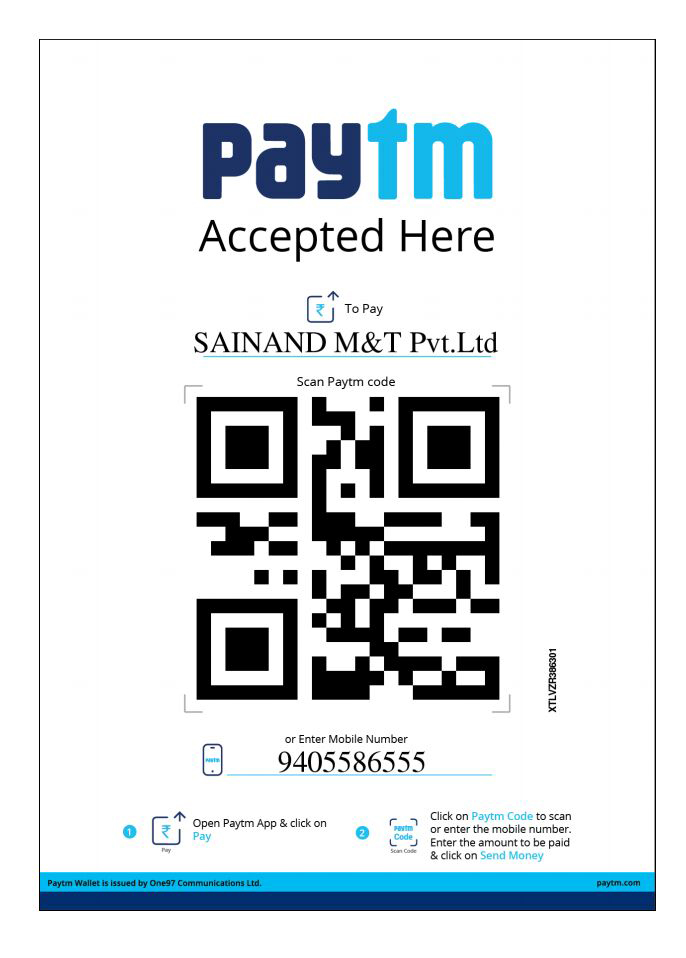 paytm
Accepted Here
₹ To Pay
SAINAND M&T Pvt.Ltd
Scan Paytm code
XTLVZR386301
or Enter Mobile Number
paytm
9405586555
1
₹
Pay
Open Paytm App & click on
Pay
2
paytm
Code
Scan Code
Click on Paytm Code to scan
or enter the mobile number.
Enter the amount to be paid
& click on Send Money
Paytm Wallet is issued by One97 Communications Ltd.
paytm.com